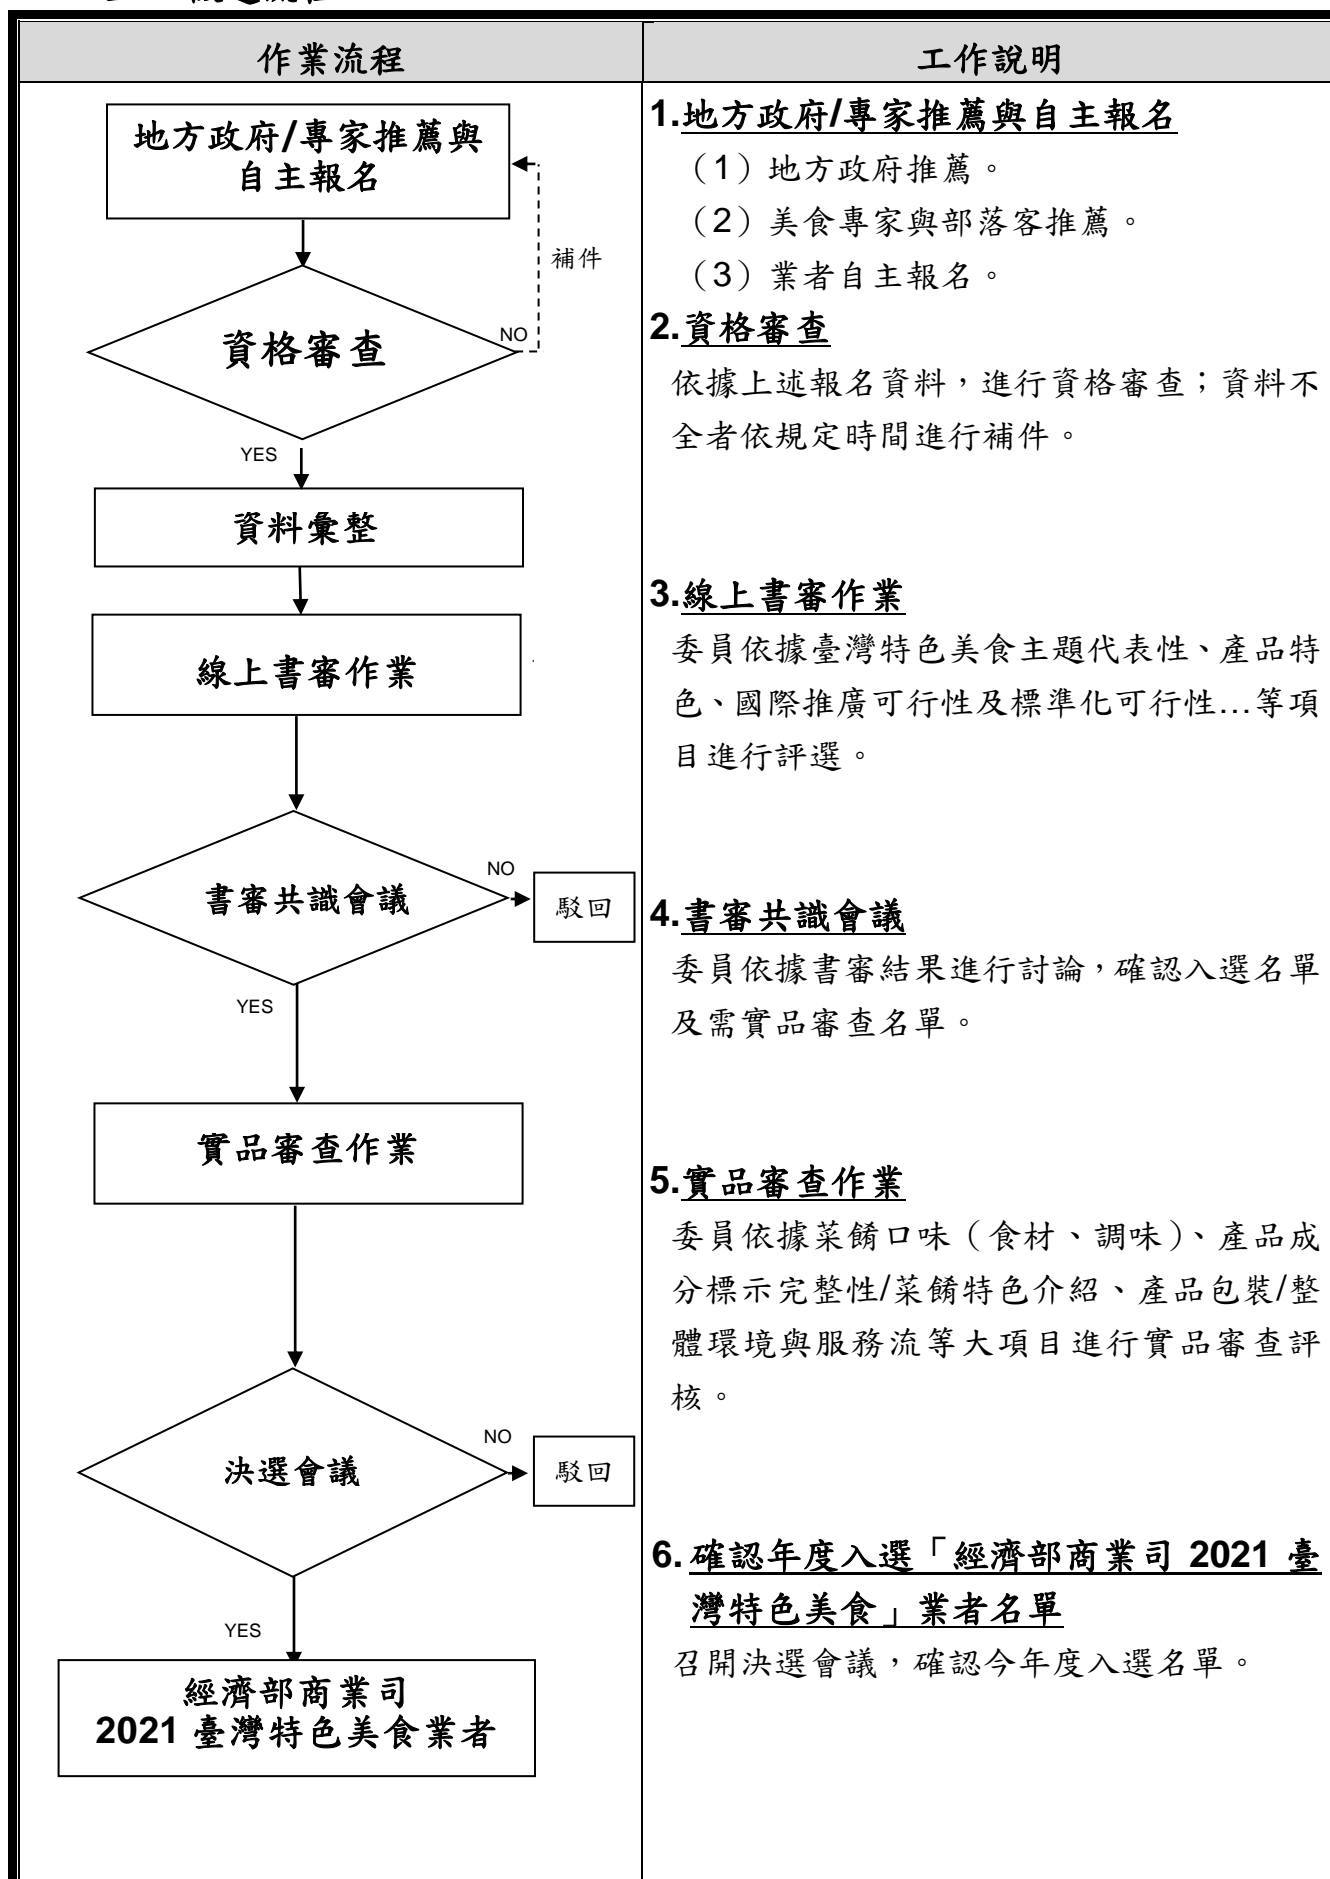 作業流程
工作說明
地方政府/專家推薦與
自主報名
補件
資格審查
NO
YES
資料彙整
線上書審作業
書審共識會議
NO
駁回
YES
實品審查作業
決選會議
NO
駁回
YES
經濟部商業司
2021 臺灣特色美食業者
1.地方政府/專家推薦與自主報名
（1）地方政府推薦。
（2）美食專家與部落客推薦。
（3）業者自主報名。
2.資格審查
依據上述報名資料，進行資格審查；資料不
全者依規定時間進行補件。
3.線上書審作業
委員依據臺灣特色美食主題代表性、產品特
色、國際推廣可行性及標準化可行性…等項
目進行評選。
4.書審共識會議
委員依據書審結果進行討論，確認入選名單
及需實品審查名單。
5.實品審查作業
委員依據菜餚口味（食材、調味）、產品成
分標示完整性/菜餚特色介紹、產品包裝/整
體環境與服務流等大項目進行實品審查評
核。
6.確認年度入選「經濟部商業司 2021 臺
灣特色美食」業者名單
召開決選會議，確認今年度入選名單。